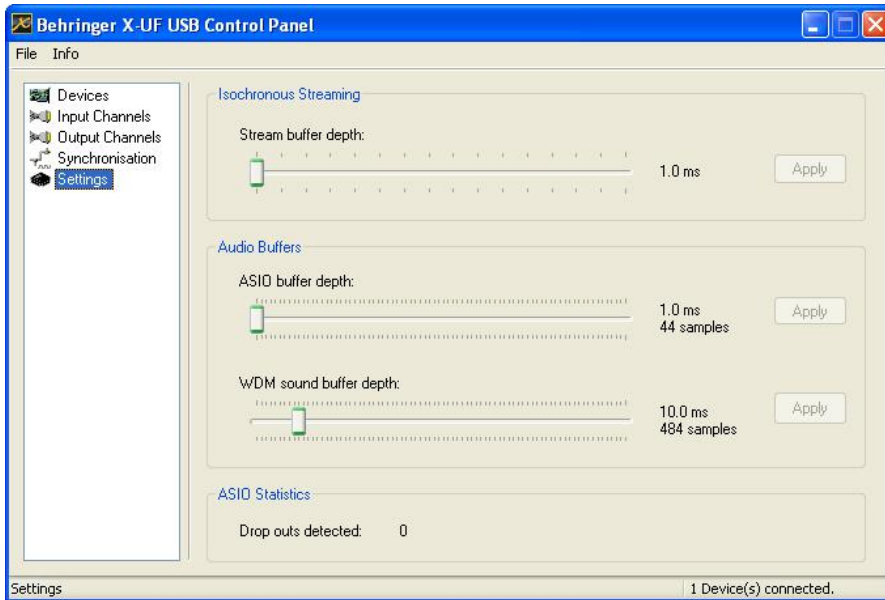 Behringer X-UF USB Control Panel
File Info
Devices
Input Channels
Output Channels
Synchronisation
Settings
Isochronous Streaming
Stream buffer depth:
1.0 ms
Apply
Audio Buffers
ASIO buffer depth:
1.0 ms
44 samples
Apply
WDM sound buffer depth:
10.0 ms
484 samples
Apply
ASIO Statistics
Drop outs detected: 0
Settings
1 Device(s) connected.